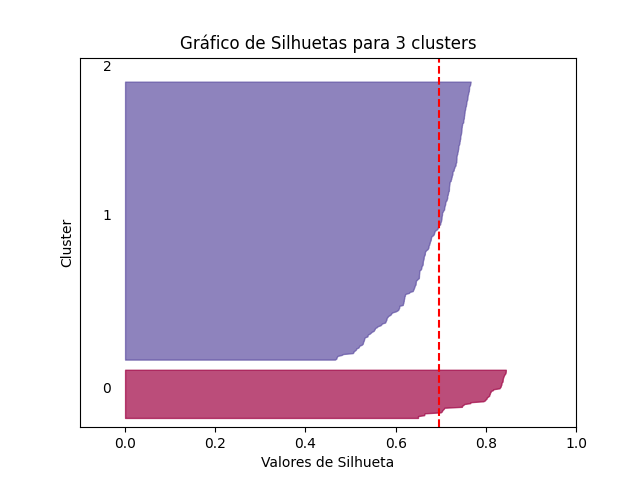 Gráfico de Silhuetas para 3 clusters
2
1
0
Cluster
0.0 0.2 0.4 0.6 0.8 1.0
Valores de Silhueta